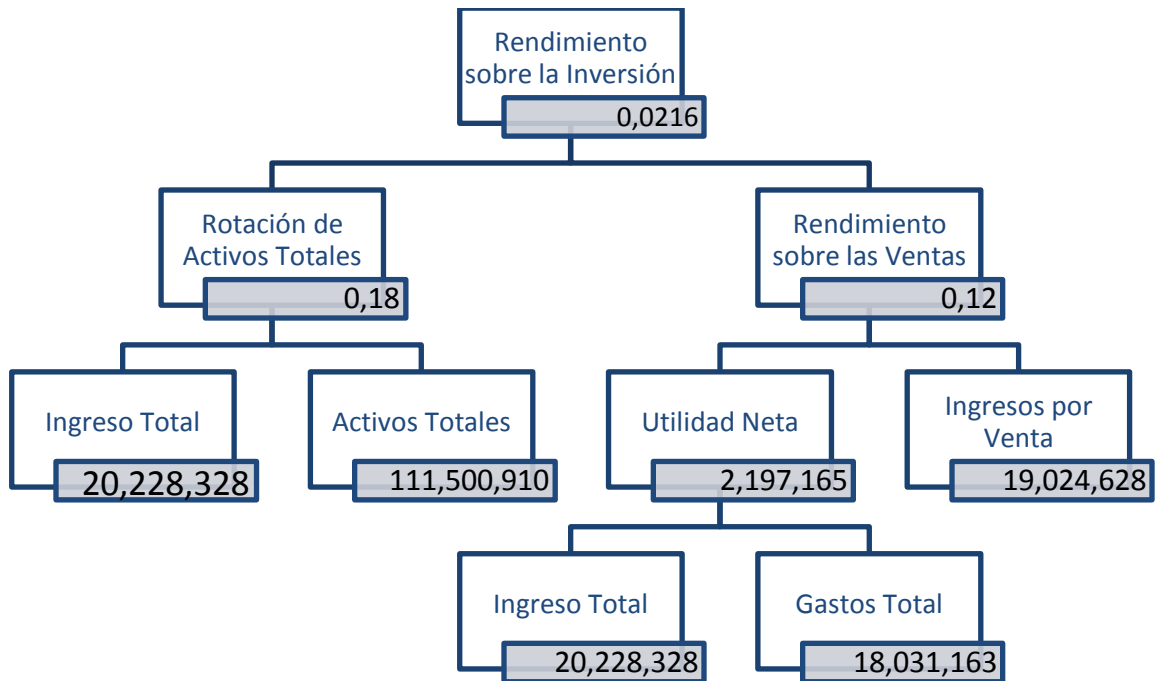 Rendimiento
sobre la Inversión
0,0216
Rotación de
Activos Totales
0,18
Rendimiento
sobre las Ventas
0,12
Ingreso Total
20,228,328
Activos Totales
111,500,910
Utilidad Neta
2,197,165
Ingresos por
Venta
19,024,628
Ingreso Total
20,228,328
Gastos Total
18,031,163